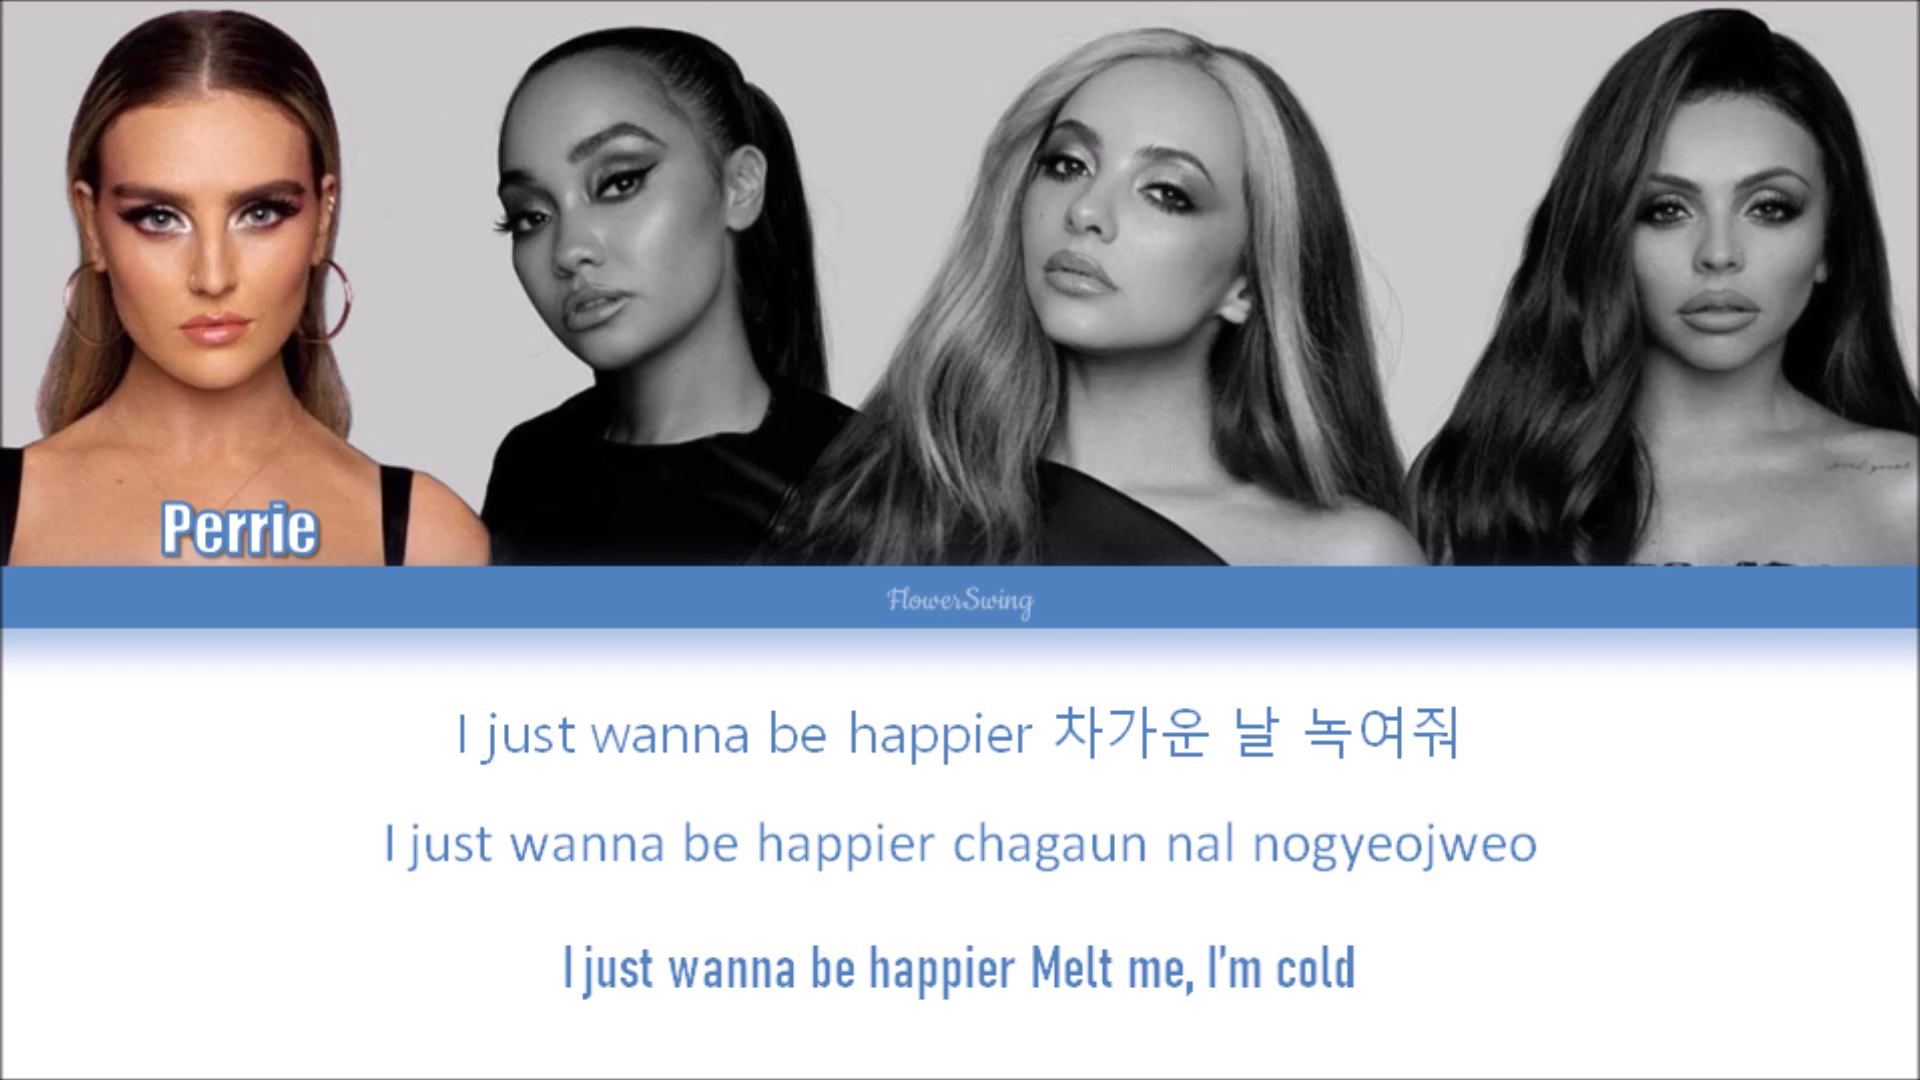 Perrie
FlowerSwing
I just wanna be happier 차가운 날 녹여줘
I just wanna be happier chagaun nal nogyeojweo
I just wanna be happier Melt me, I'm cold